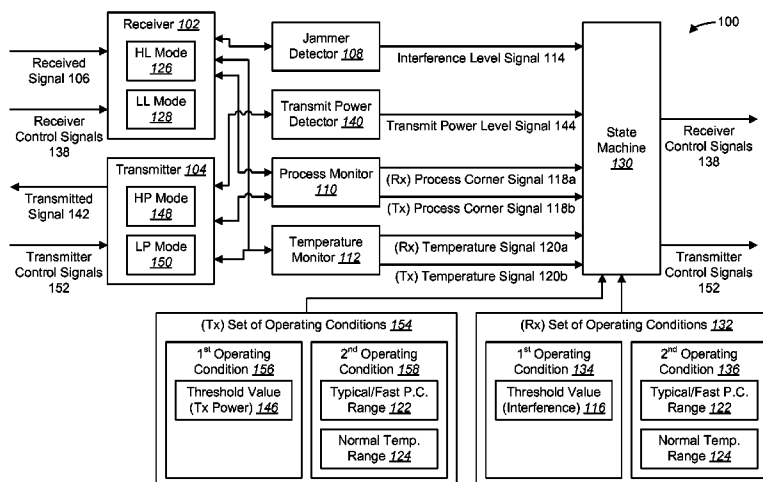 100
Receiver 102
HL Mode
126
LL Mode
128
Received
Signal 106
Receiver
Control Signals
138
Transmitter 104
HP Mode
148
LP Mode
150
Transmitted
Signal 142
Transmitter
Control Signals
152
Jammer
Detector 108
Interference Level Signal 114
Transmit Power
Detector 140
Transmit Power Level Signal 144
Process Monitor
110
(Rx) Process Corner Signal 118a
(Tx) Process Corner Signal 118b
Temperature
Monitor 112
(Rx) Temperature Signal 120a
(Tx) Temperature Signal 120b
State
Machine
130
Receiver
Control Signals
138
Transmitter
Control Signals
152
(Tx) Set of Operating Conditions 154
1st Operating
Condition 156
Threshold Value
(Tx Power) 146
2nd Operating
Condition 158
Typical/Fast P.C.
Range 122
Normal Temp.
Range 124
(Rx) Set of Operating Conditions 132
1st Operating
Condition 134
Threshold Value
(Interference) 116
2nd Operating
Condition 136
Typical/Fast P.C.
Range 122
Normal Temp.
Range 124